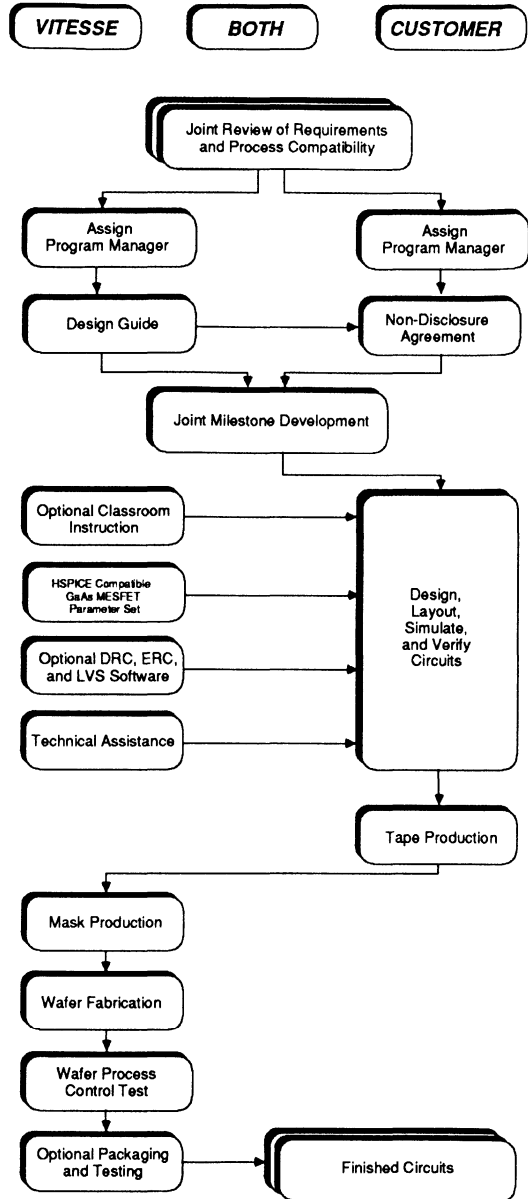 VITESSE
BOTH
CUSTOMER
Joint Review of Requirements
and Process Compatibility
Assign
Program Manager
Assign
Program Manager
Design Guide
Non-Disclosure
Agreement
Joint Milestone Development
Optional Classroom
Instruction
HSPICE Compatible
GaAs MESFET
Parameter Set
Optional DRC, ERC,
and LVS Software
Technical Assistance
Design,
Layout,
Simulate,
and Verify
Circuits
Tape Production
Mask Production
Wafer Fabrication
Wafer Process
Control Test
Optional Packaging
and Testing
Finished Circuits